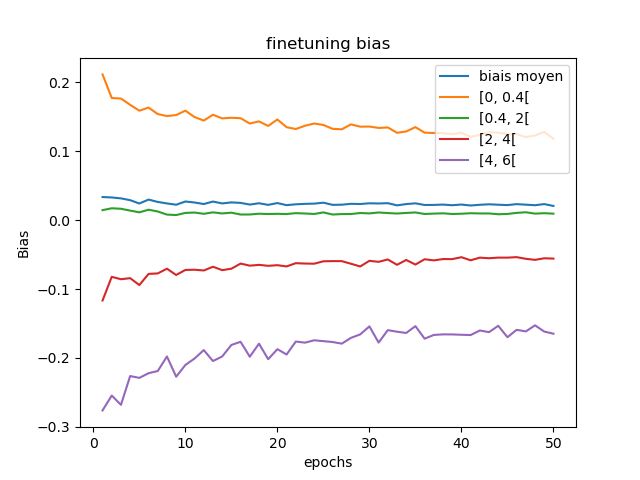 finetuning bias
biais moyen
[0, 0.4[
[0.4, 2[
[2, 4[
[4, 6[
Bias
0.2
0.1
0.0
−0.1
−0.2
−0.3
0 10 20 30 40 50
epochs